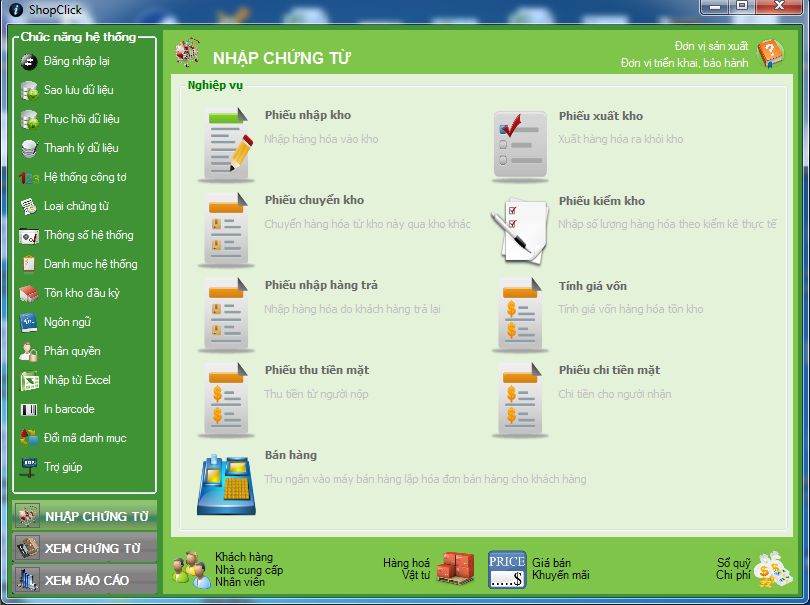 ShopClick
Chức năng hệ thống
Đăng nhập lại
Sao lưu dữ liệu
Phục hồi dữ liệu
Thanh lý dữ liệu
123
Hệ thống công tơ
Loại chứng từ
Thông số hệ thống
Danh mục hệ thống
Tồn kho đầu kỳ
Ngôn ngữ
Phân quyền
Nhập từ Excel
In barcode
Đổi mã danh mục
Trợ giúp
NHẬP CHỨNG TỪ
XEM CHỨNG TỪ
XEM BÁO CÁO
NHẬP CHỨNG TỪ
Đơn vị sản xuất
Đơn vị triển khai, bảo hành
Nghiệp vụ
Phiếu nhập kho
Nhập hàng hóa vào kho
Phiếu xuất kho
Xuất hàng hóa ra khỏi kho
Phiếu chuyển kho
Chuyển hàng hóa từ kho này qua kho khác
Phiếu kiểm kho
Nhập số lượng hàng hóa theo kiểm kê thực tế
Phiếu nhập hàng trả
Nhập hàng hóa do khách hàng trả lại
Tính giá vốn
Tính giá vốn hàng hóa tồn kho
Phiếu thu tiền mặt
Thu tiền từ người nộp
Phiếu chi tiền mặt
Chi tiền cho người nhận
Bán hàng
Thu ngân vào máy bán hàng lập hóa đơn bán hàng cho khách hàng
Khách hàng
Nhà cung cấp
Nhân viên
Hàng hoá
Vật tư
PRICE
....$
Giá bán
Khuyến mãi
Sổ quỹ
Chi phí